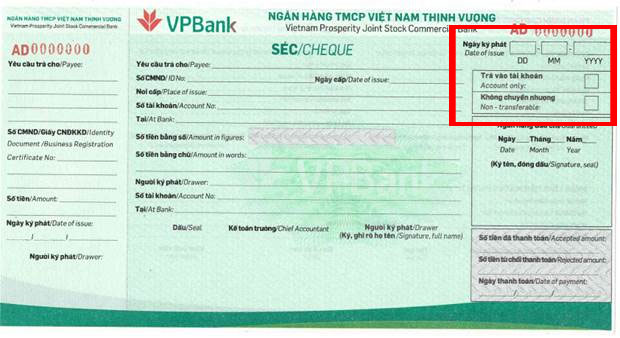 NGÂN HÀNG TMCP VIỆT NAM THỊNH VƯỢNG
Vietnam Prosperity Joint Stock Commercial Bank
AD0000000
Yêu cầu trả cho/Payee:
Số CMND/Giấy CNĐKKD/Identity
Document /Business Registration
Certificate No.:
Số tiền/Amount:
Ngày ký phát/Date of issue:
Người ký phát/Drawer:
VPBank
NGÂN HÀNG TMCP VIỆT NAM THỊNH VƯỢNG
Vietnam Prosperity Joint Stock Commercial Bank
SÉC/CHEQUE
Yêu cầu trả cho/Payee:
Số CMND/ID No: Ngày cấp/Date of issue:
Nơi cấp/Place of issue:
Số tài khoản/Account No:
Tại/At Bank:
Số tiền bằng số/Amount in figures:
Số tiền bằng chữ/Amount in words:
VPBank
Người ký phát/Drawer:
Số tài khoản/Account No:
Tại/At Bank:
Dấu/Seal Kế toán trưởng/Chief Accountant Người ký phát/Drawer
(Ký, ghi rõ họ tên /Signature, full name)
AD 0000000
Ngày ký phát
Date of issue
DD MM YYYY
Trả vào tài khoản
Account only:
Không chuyển nhượng
Non - transferable:
Ngày Tháng Năm
Date Month Year
(Ký tên, đóng dấu/Signature, seal)
Số tiền đã thanh toán/Accepted amount:
Số tiền từ chối thanh toán/Rejected amount:
Ngày thanh toán/Date of payment: